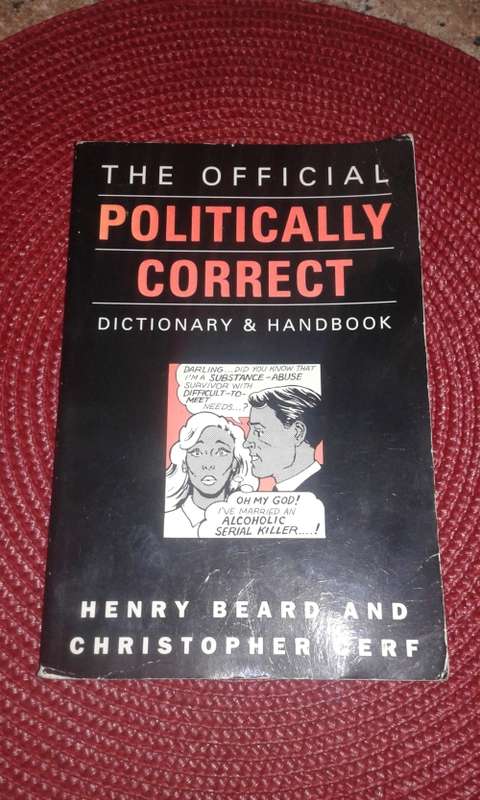 THE OFFICIAL
POLITICALLY
CORRECT
DICTIONARY & HANDBOOK
DARLING...DID YOU KNOW THAT
I'M A SUBSTANCE-ABUSE
SURVIVOR WITH
DIFFICULT-TO-
MEET
NEEDS...?
OH MY GOD!
I'VE MARRIED AN
ALCOHOLIC
SERIAL KILLER....!
HENRY BEARD AND
CHRISTOPHER CERF